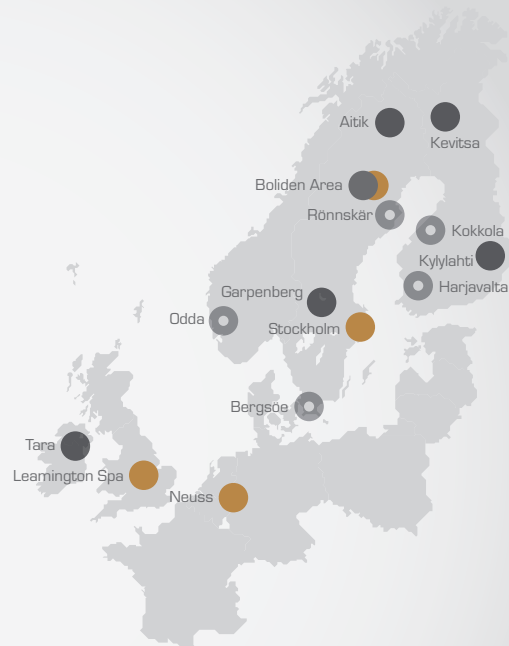 Aitik
Kevitsa
Boliden Area
Rönnskär
Kokkola
Kylylahti
Harjavalta
Garpenberg
Odda
Stockholm
Bergsöe
Tara
Leamington Spa
Neuss